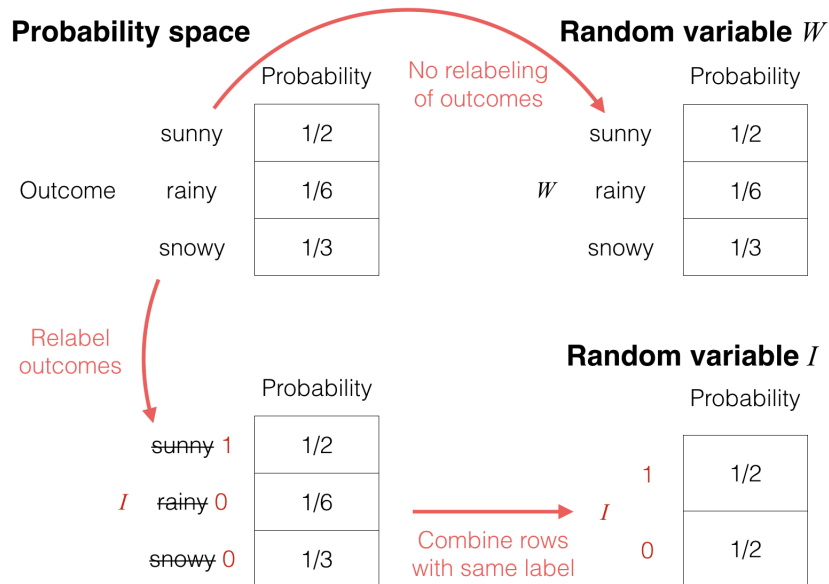 Probability space
Random variable W
Probability
No relabeling
of outcomes
Probability
sunny 1/2
Outcome rainy 1/6
snowy 1/3
sunny 1/2
W rainy 1/6
snowy 1/3
Relabel
outcomes
Probability
sunny 1 1/2
I rainy 0 1/6
snowy 0 1/3
Combine rows
with same label
Random variable I
Probability
1 1/2
I
0 1/2